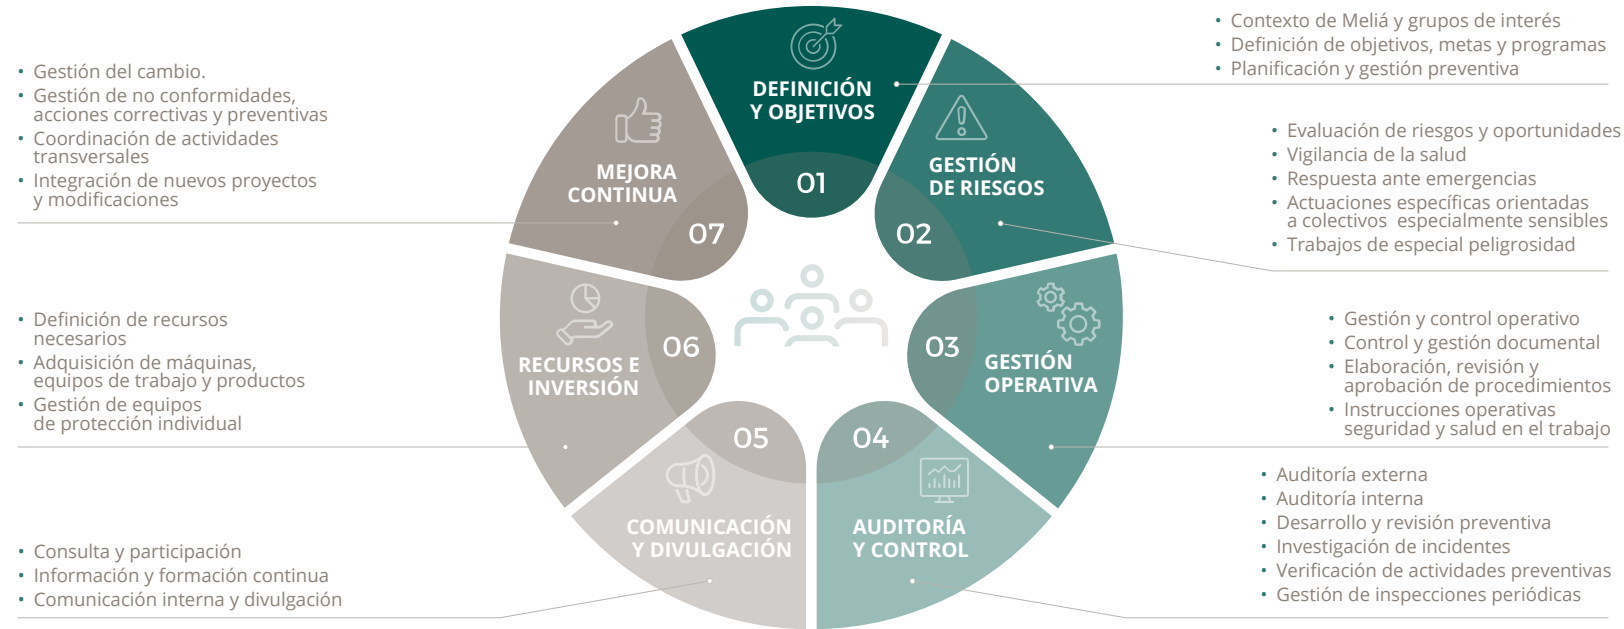 DEFINICIÓN
Y OBJETIVOS
01
• Contexto de Meliá y grupos de interés
• Definición de objetivos, metas y programas
• Planificación y gestión preventiva
GESTIÓN
DE RIESGOS
02
• Evaluación de riesgos y oportunidades
• Vigilancia de la salud
• Respuesta ante emergencias
• Actuaciones específicas orientadas
a colectivos especialmente sensibles
• Trabajos de especial peligrosidad
03
GESTIÓN
OPERATIVA
• Gestión y control operativo
• Control y gestión documental
• Elaboración, revisión y
aprobación de procedimientos
• Instrucciones operativas
seguridad y salud en el trabajo
04
AUDITORÍA
Y CONTROL
• Auditoría externa
• Auditoría interna
• Desarrollo y revisión preventiva
• Investigación de incidentes
• Verificación de actividades preventivas
• Gestión de inspecciones periódicas
05
COMUNICACIÓN
Y DIVULGACIÓN
• Consulta y participación
• Información y formación continua
• Comunicación interna y divulgación
06
RECURSOS E
INVERSIÓN
• Definición de recursos
necesarios
• Adquisición de máquinas,
equipos de trabajo y productos
• Gestión de equipos
de protección individual
MEJORA
CONTINUA
07
• Gestión del cambio.
• Gestión de no conformidades,
acciones correctivas y preventivas
• Coordinación de actividades
transversales
• Integración de nuevos proyectos
y modificaciones